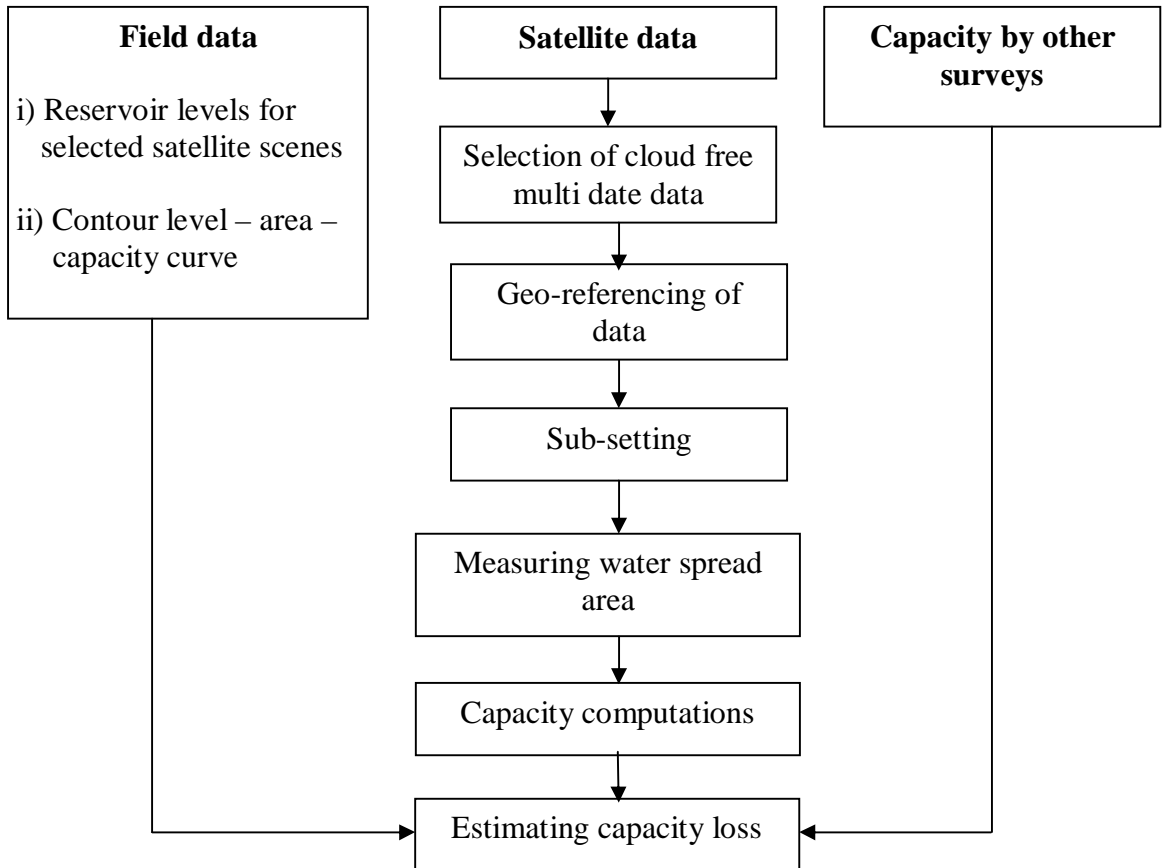 Field data
i) Reservoir levels for
selected satellite scenes
ii) Contour level – area –
capacity curve
Satellite data
Selection of cloud free
multi date data
Geo-referencing of
data
Sub-setting
Measuring water spread
area
Capacity computations
Estimating capacity loss
Capacity by other
surveys